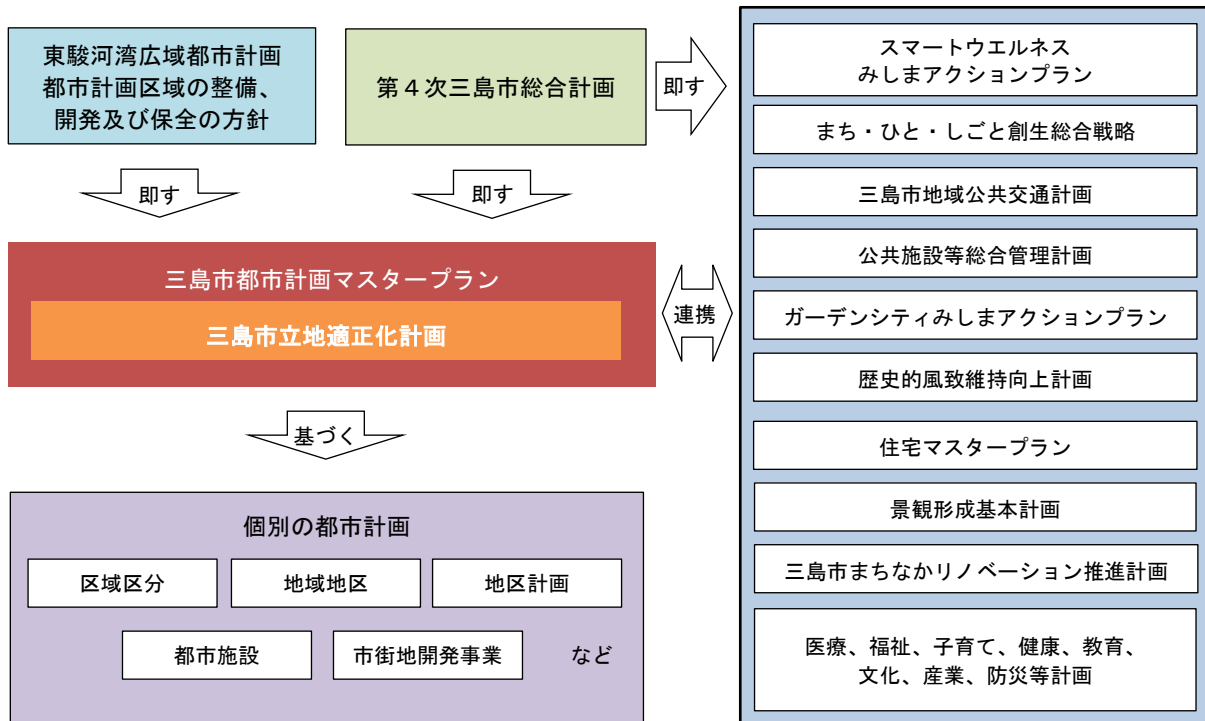 東駿河湾広域都市計画
都市計画区域の整備、
開発及び保全の方針
第4次三島市総合計画
即す
即す
即す
三島市都市計画マスタープラン
三島市立地適正化計画
連携
基づく
個別の都市計画
区域区分
地域地区
地区計画
都市施設
市街地開発事業
など
スマートウエルネス
みしまアクションプラン
まち・ひと・しごと創生総合戦略
三島市地域公共交通計画
公共施設等総合管理計画
ガーデンシティみしまアクションプラン
歴史的風致維持向上計画
住宅マスタープラン
景観形成基本計画
三島市まちなかリノベーション推進計画
医療、福祉、子育て、健康、教育、
文化、産業、防災等計画